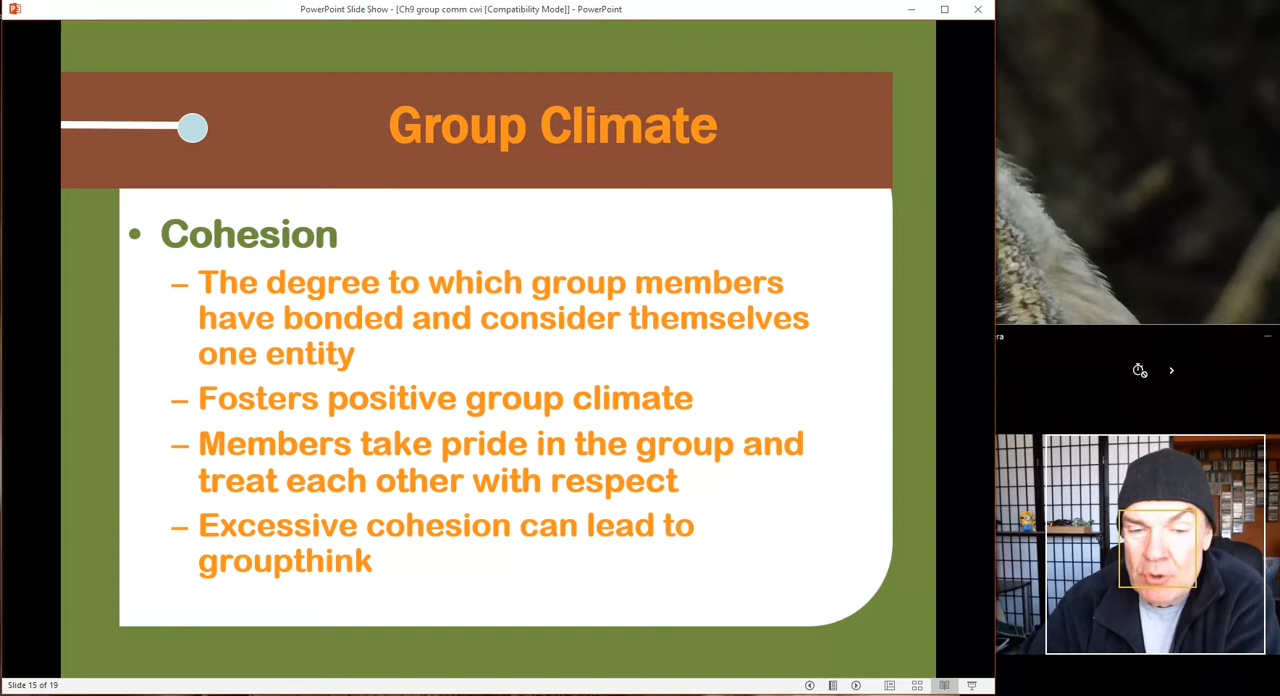 PowerPoint Slide Show - [Ch9 group comm cwi [Compatibility Mode]] - PowerPoint
Group Climate
• Cohesion
– The degree to which group members
have bonded and consider themselves
one entity
– Fosters positive group climate
– Members take pride in the group and
treat each other with respect
– Excessive cohesion can lead to
groupthink
era
Slide 15 of 19